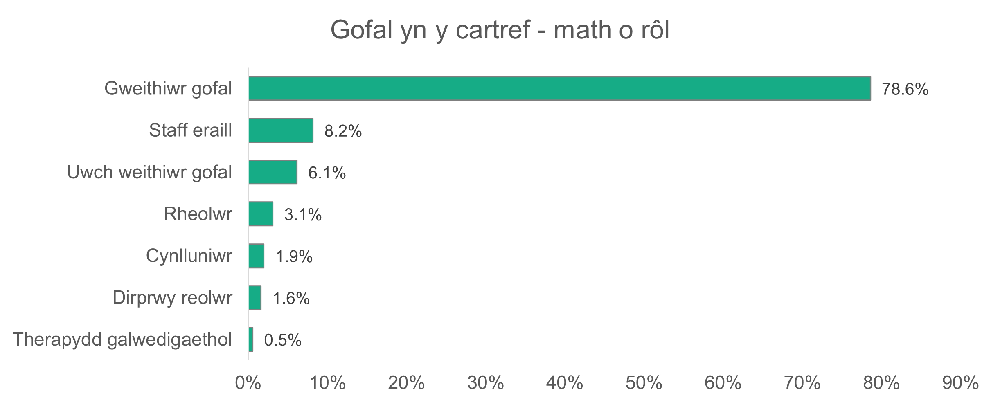 Gofal yn y cartref - math o rôl
Gweithiwr gofal 78.6%
Staff eraill 8.2%
Uwch weithiwr gofal 6.1%
Rheolwr 3.1%
Cynlluniwr 1.9%
Dirprwy reolwr 1.6%
Therapydd galwedigaethol 0.5%
0% 10% 20% 30% 40% 50% 60% 70% 80% 90%